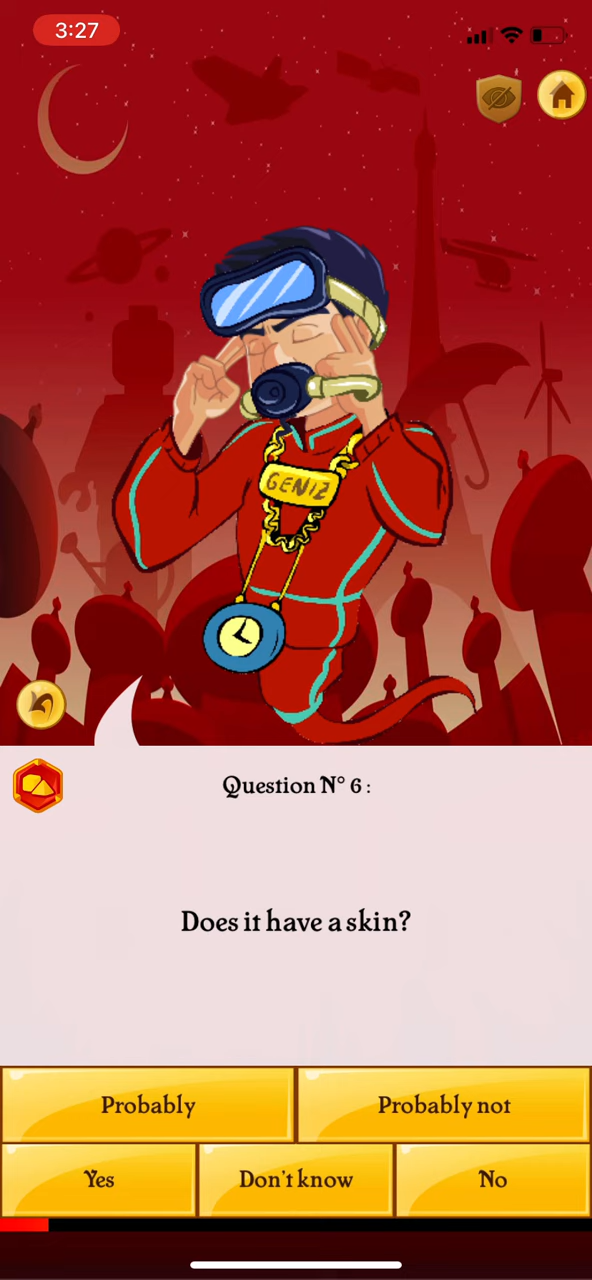 3:27
GENIZ
Question N° 6 :
Does it have a skin?
Probably
Probably not
Yes
Don't know
No